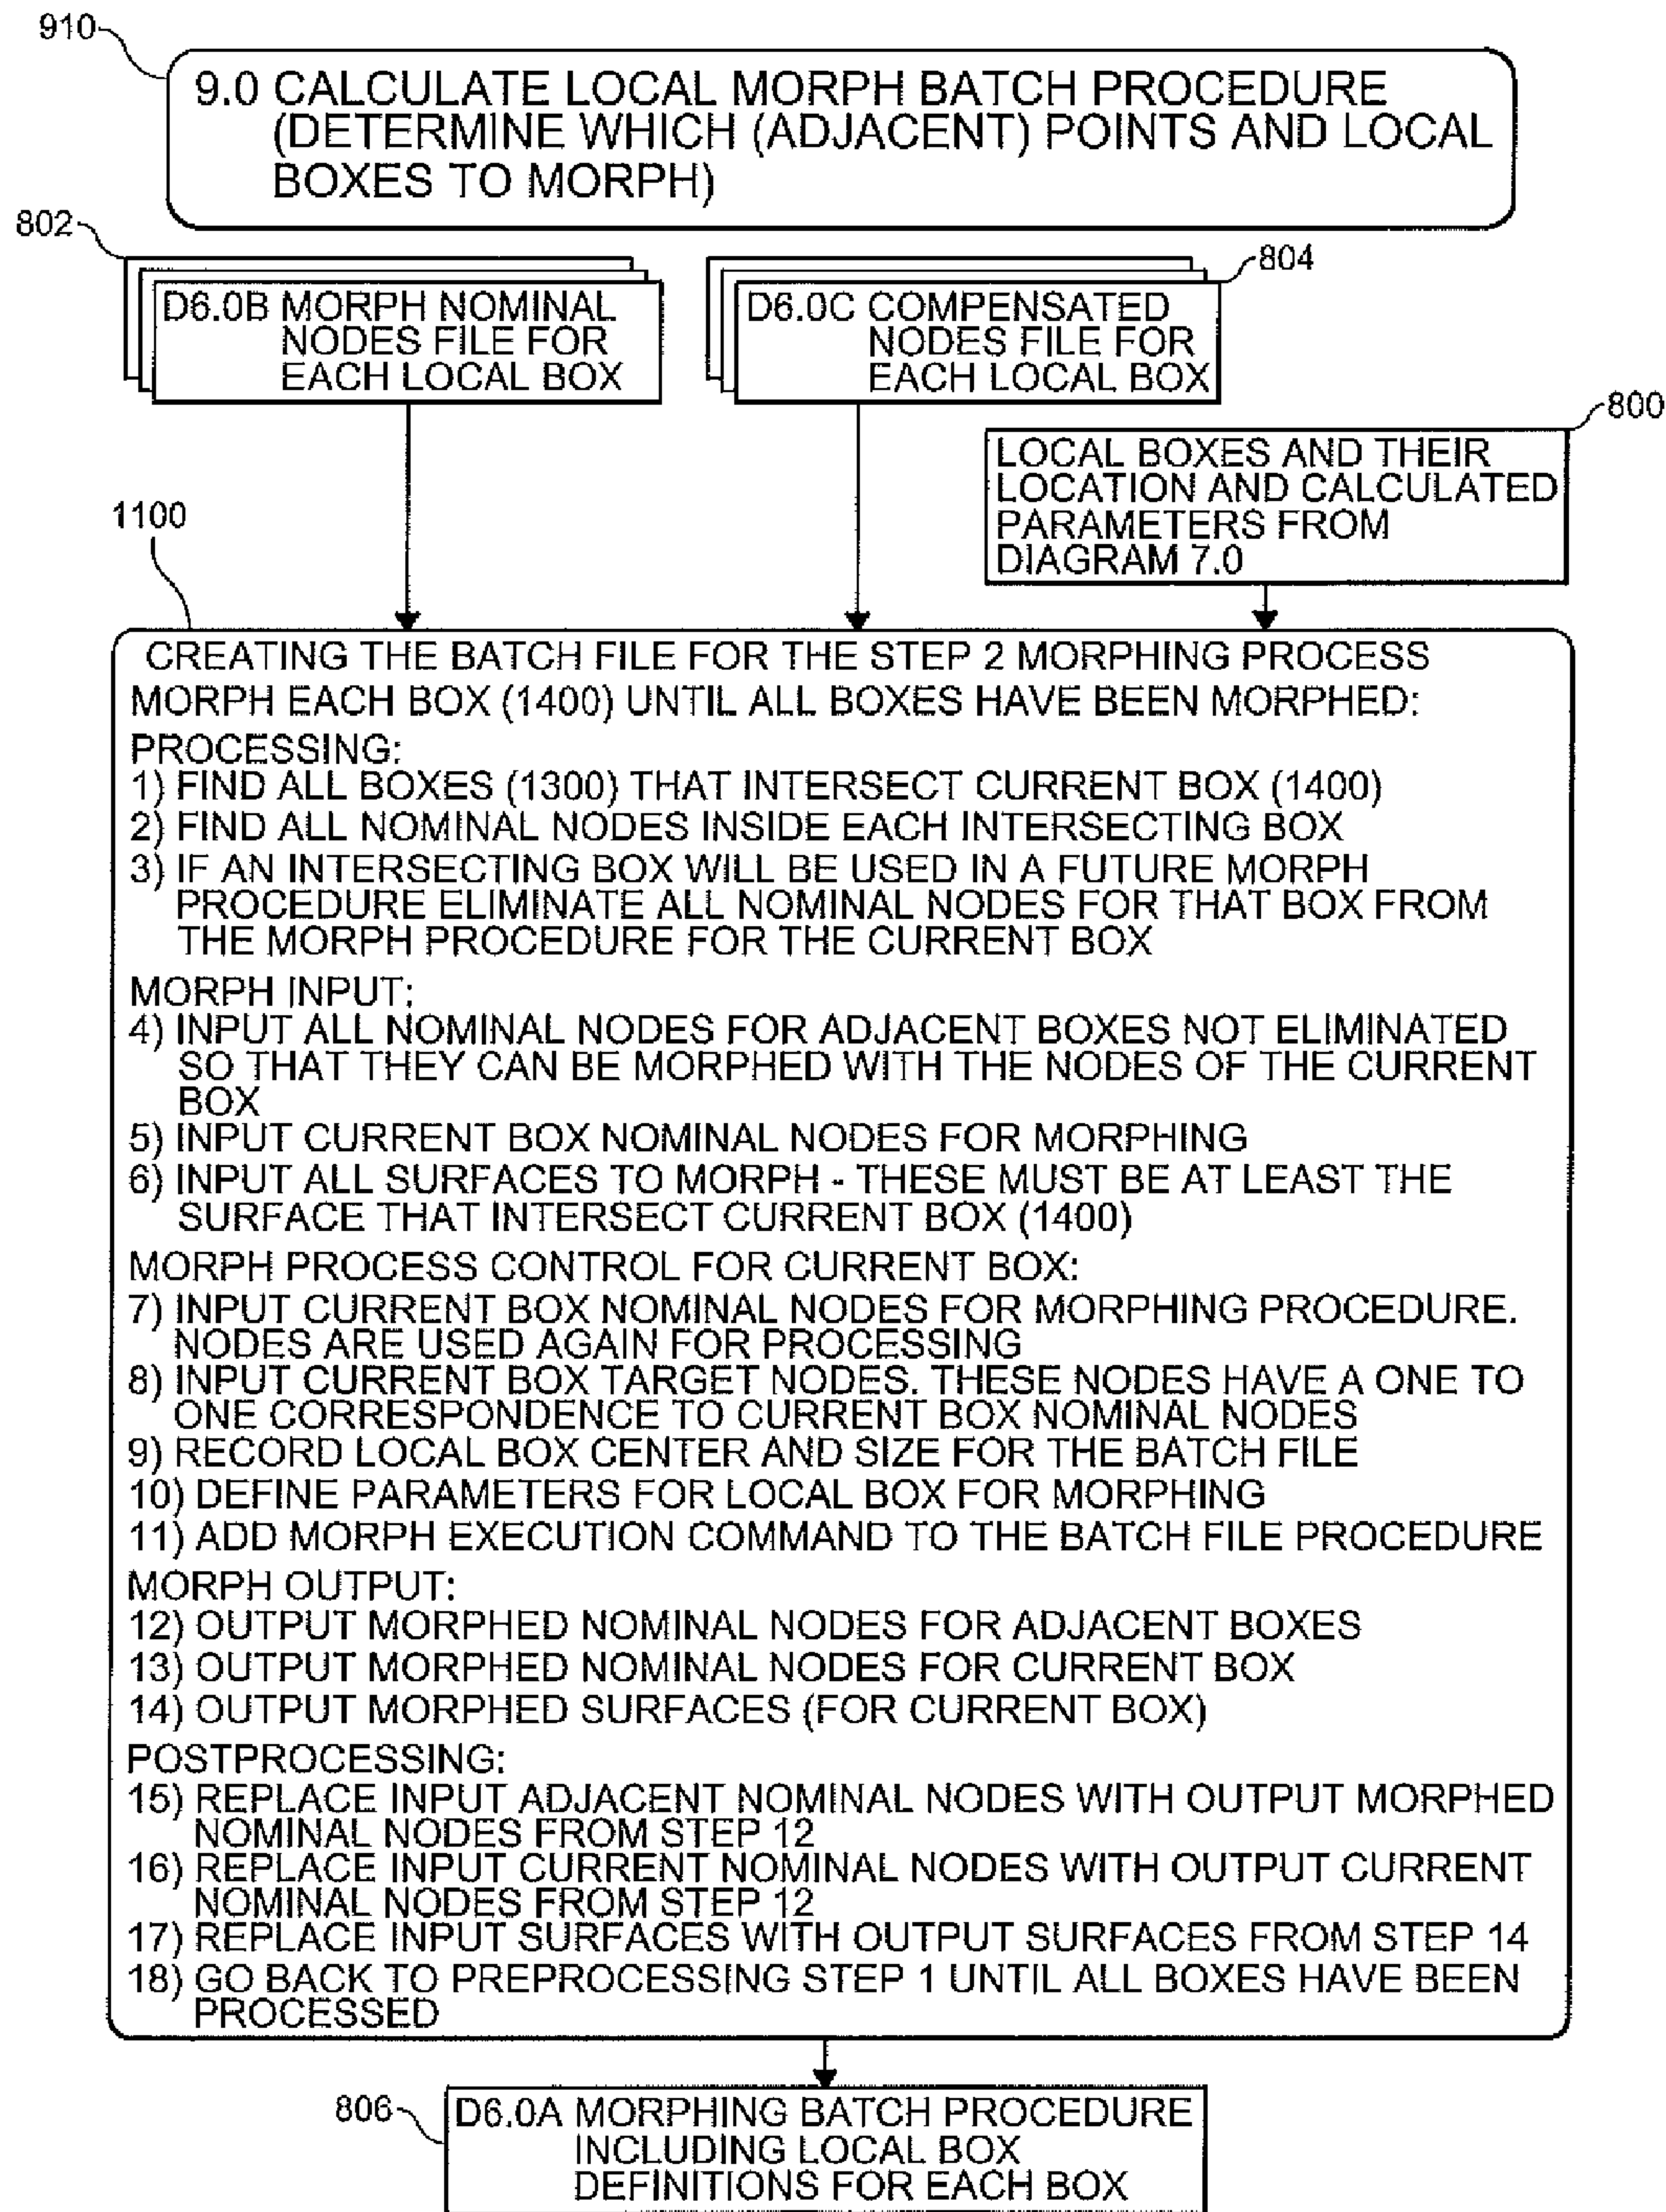 910
9.0 CALCULATE LOCAL MORPH BATCH PROCEDURE
(DETERMINE WHICH (ADJACENT) POINTS AND LOCAL
BOXES TO MORPH)
802
D6.0B MORPH NOMINAL
NODES FILE FOR
EACH LOCAL BOX
804
D6.0C COMPENSATED
NODES FILE FOR
EACH LOCAL BOX
800
LOCAL BOXES AND THEIR
LOCATION AND CALCULATED
PARAMETERS FROM
DIAGRAM 7.0
1100
CREATING THE BATCH FILE FOR THE STEP 2 MORPHING PROCESS
MORPH EACH BOX (1400) UNTIL ALL BOXES HAVE BEEN MORPHED:
PROCESSING:
1) FIND ALL BOXES (1300) THAT INTERSECT CURRENT BOX (1400)
2) FIND ALL NOMINAL NODES INSIDE EACH INTERSECTING BOX
3) IF AN INTERSECTING BOX WILL BE USED IN A FUTURE MORPH
PROCEDURE ELIMINATE ALL NOMINAL NODES FOR THAT BOX FROM
THE MORPH PROCEDURE FOR THE CURRENT BOX
MORPH INPUT:
4) INPUT ALL NOMINAL NODES FOR ADJACENT BOXES NOT ELIMINATED
SO THAT THEY CAN BE MORPHED WITH THE NODES OF THE CURRENT
BOX
5) INPUT CURRENT BOX NOMINAL NODES FOR MORPHING
6) INPUT ALL SURFACES TO MORPH - THESE MUST BE AT LEAST THE
SURFACE THAT INTERSECT CURRENT BOX (1400)
MORPH PROCESS CONTROL FOR CURRENT BOX:
7) INPUT CURRENT BOX NOMINAL NODES FOR MORPHING PROCEDURE.
NODES ARE USED AGAIN FOR PROCESSING
8) INPUT CURRENT BOX TARGET NODES. THESE NODES HAVE A ONE TO
ONE CORRESPONDENCE TO CURRENT BOX NOMINAL NODES
9) RECORD LOCAL BOX CENTER AND SIZE FOR THE BATCH FILE
10) DEFINE PARAMETERS FOR LOCAL BOX FOR MORPHING
11) ADD MORPH EXECUTION COMMAND TO THE BATCH FILE PROCEDURE
MORPH OUTPUT:
12) OUTPUT MORPHED NOMINAL NODES FOR ADJACENT BOXES
13) OUTPUT MORPHED NOMINAL NODES FOR CURRENT BOX
14) OUTPUT MORPHED SURFACES (FOR CURRENT BOX)
POSTPROCESSING:
15) REPLACE INPUT ADJACENT NOMINAL NODES WITH OUTPUT MORPHED
NOMINAL NODES FROM STEP 12
16) REPLACE INPUT CURRENT NOMINAL NODES WITH OUTPUT CURRENT
NOMINAL NODES FROM STEP 12
17) REPLACE INPUT SURFACES WITH OUTPUT SURFACES FROM STEP 14
18) GO BACK TO PREPROCESSING STEP 1 UNTIL ALL BOXES HAVE BEEN
PROCESSED
806
D6.0A MORPHING BATCH PROCEDURE
INCLUDING LOCAL BOX
DEFINITIONS FOR EACH BOX